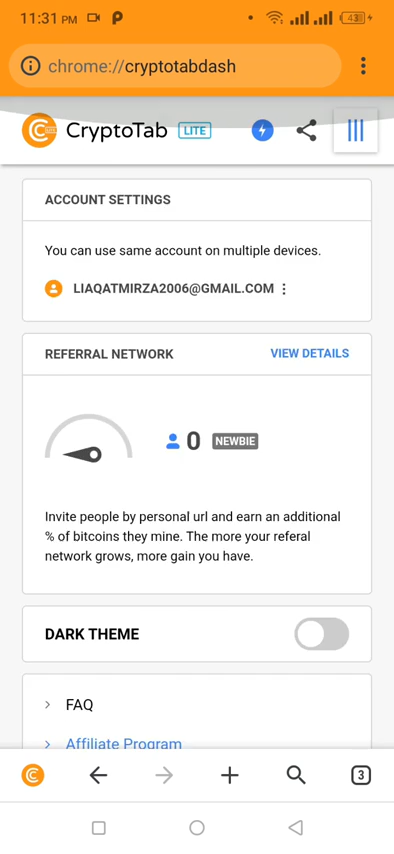 11:31 PM
43
chrome://cryptotabdash
CryptoTab LITE
ACCOUNT SETTINGS
You can use same account on multiple devices.
LIAQATMIRZA2006@GMAIL.COM
REFERRAL NETWORK VIEW DETAILS
0 NEWBIE
Invite people by personal url and earn an additional
% of bitcoins they mine. The more your referal
network grows, more gain you have.
DARK THEME
FAQ
Affiliate Program
3